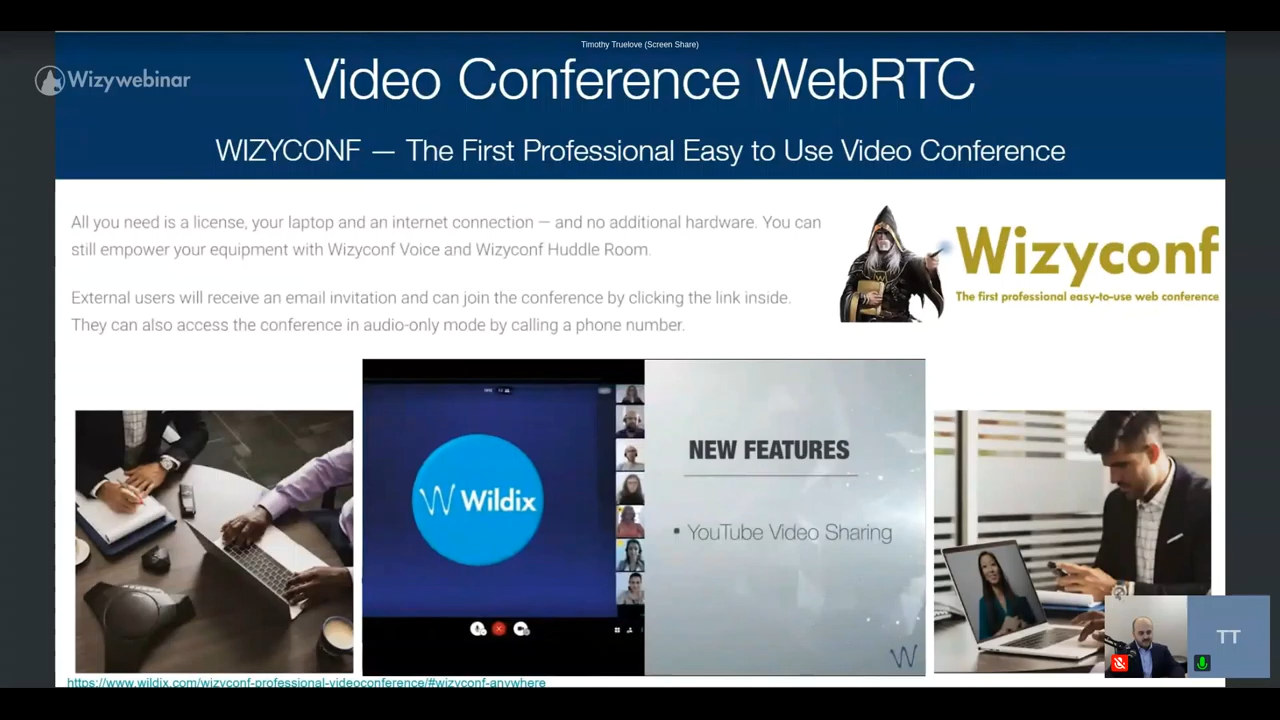 Timothy Truelove (Screen Share)
Wizywebinar
Video Conference WebRTC
WIZYCONF — The First Professional Easy to Use Video Conference
All you need is a license, your laptop and an internet connection — and no additional hardware. You can
still empower your equipment with Wizyconf Voice and Wizyconf Huddle Room.
External users will receive an email invitation and can join the conference by clicking the link inside.
They can also access the conference in audio-only mode by calling a phone number.
Wizyconf
The first professional easy-to-use web conference
Wildix
NEW FEATURES
▪ YouTube Video Sharing
TT
https://www.wildix.com/wizyconf-professional-videoconference/#wizyconf-anywhere